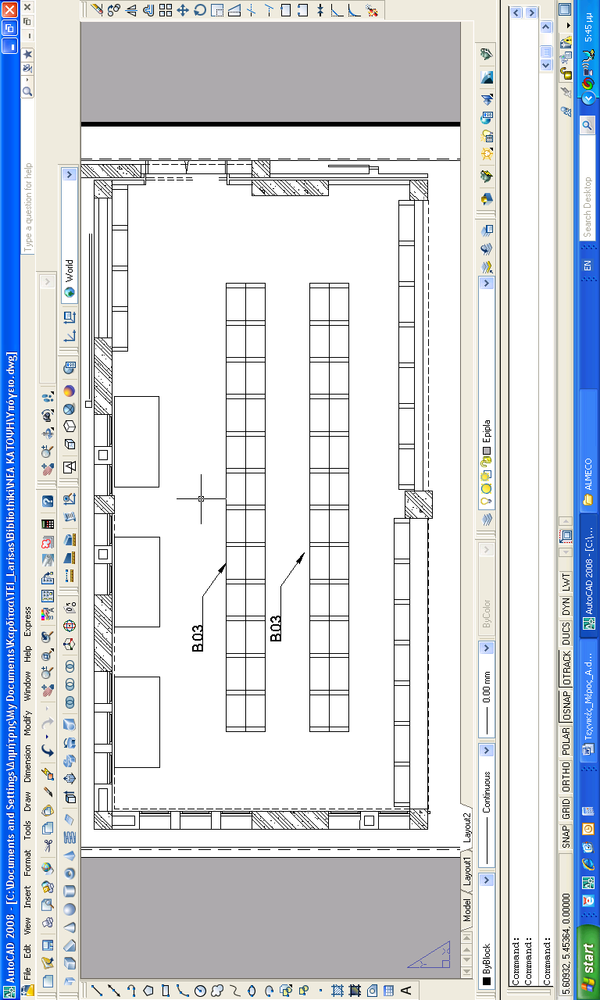 AutoCAD 2008 - [C:\Documents and Settings\Δημήτρης\My Documents\Καρδίτσα\TEI_Larisas\Bibliothiki\NEA ΚΑΤΟΨΗ\Υπόγειο.dwg]
File Edit View Insert Format Tools Draw Dimension Modify Window Help Express
Type a question for help
World
B.03
B.03
Model Layout1 Layout2
ByBlock Continuous 0.00 mm ByColor Epipla
Command:
Command:
Command:
5.60932, 5.45364, 0.00000 SNAP GRID ORTHO POLAR OSNAP OTRACK DUCS DYN LWT
start Τεχνικές_Μέρος_Α.d... AutoCAD 2008 - [C:\... ALMECO EN Search Desktop 5:45 μμ